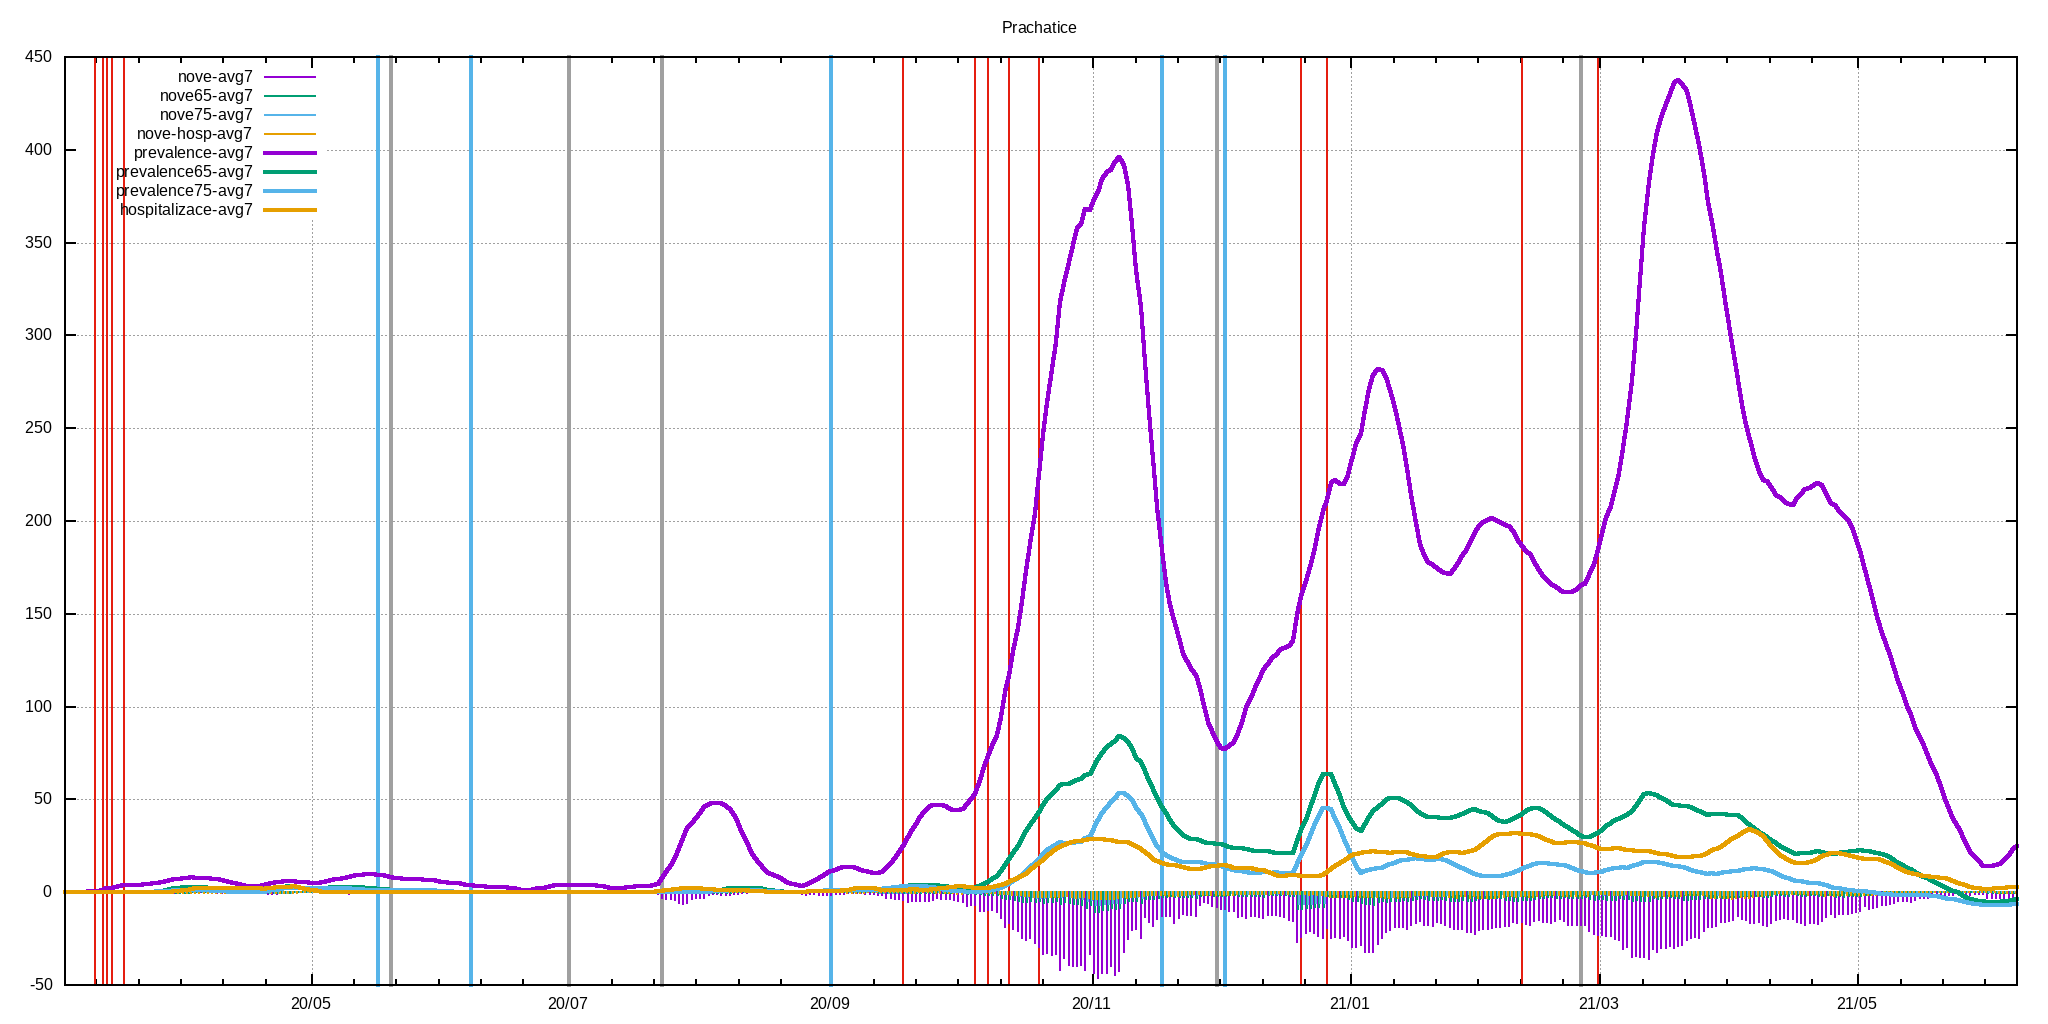 Prachatice
450
400
350
300
250
200
150
100
50
0
-50
nove-avg7
nove65-avg7
nove75-avg7
nove-hosp-avg7
prevalence-avg7
prevalence65-avg7
prevalence75-avg7
hospitalizace-avg7
20/05 20/07 20/09 20/11 21/01 21/03 21/05